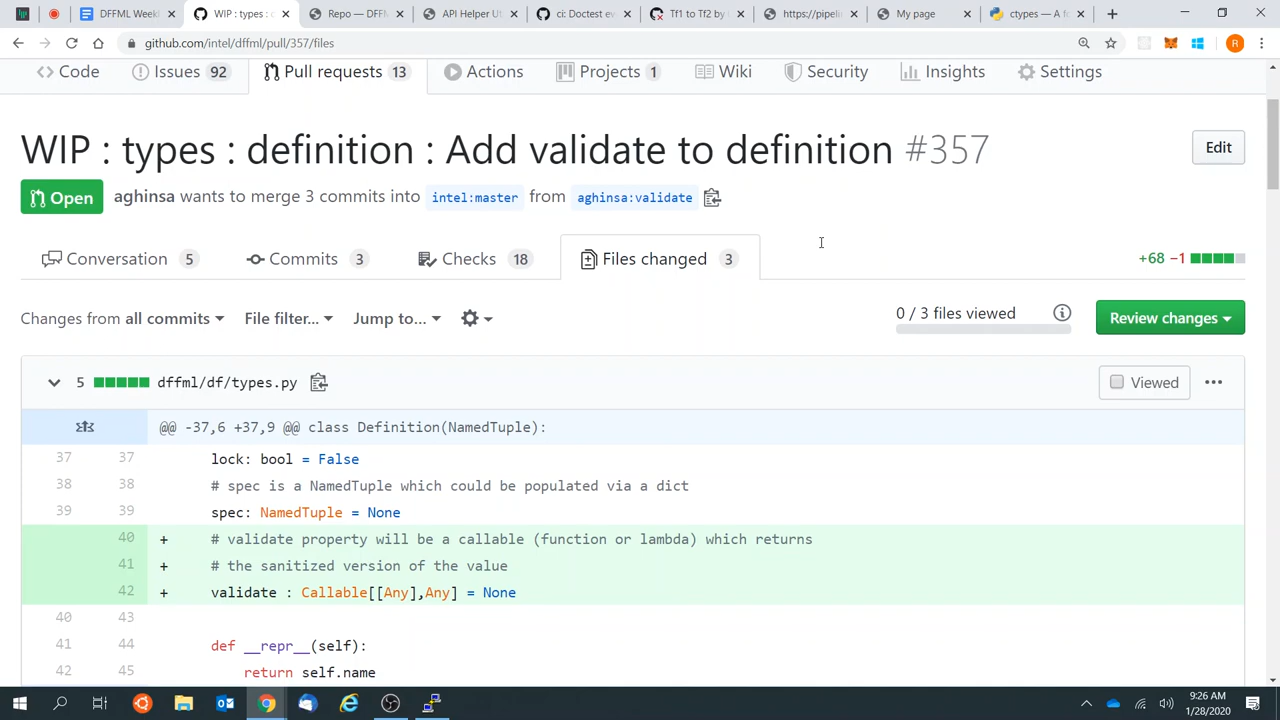 DFFML Weekl
WIP : types : c
Repo — DFFM
API Helper US
ci: Doctest ev
Tf1 to Tf2 by
https://pipelin
My page
ctypes — A fo
github.com/intel/dffml/pull/357/files
R
Code
Issues 92
Pull requests 13
Actions
Projects 1
Wiki
Security
Insights
Settings
WIP : types : definition : Add validate to definition #357
Edit
Open
aghinsa wants to merge 3 commits into intel:master from aghinsa:validate
Conversation 5
Commits 3
Checks 18
Files changed 3
+68 −1
Changes from all commits
File filter...
Jump to...
0 / 3 files viewed
Review changes
5 dffml/df/types.py
Viewed
@@ -37,6 +37,9 @@ class Definition(NamedTuple):
37 37 lock: bool = False
38 38 # spec is a NamedTuple which could be populated via a dict
39 39 spec: NamedTuple = None
40 + # validate property will be a callable (function or lambda) which returns
41 + # the sanitized version of the value
42 + validate : Callable[[Any],Any] = None
40 43
41 44 def __repr__(self):
42 45 return self.name
9:26 AM
1/28/2020